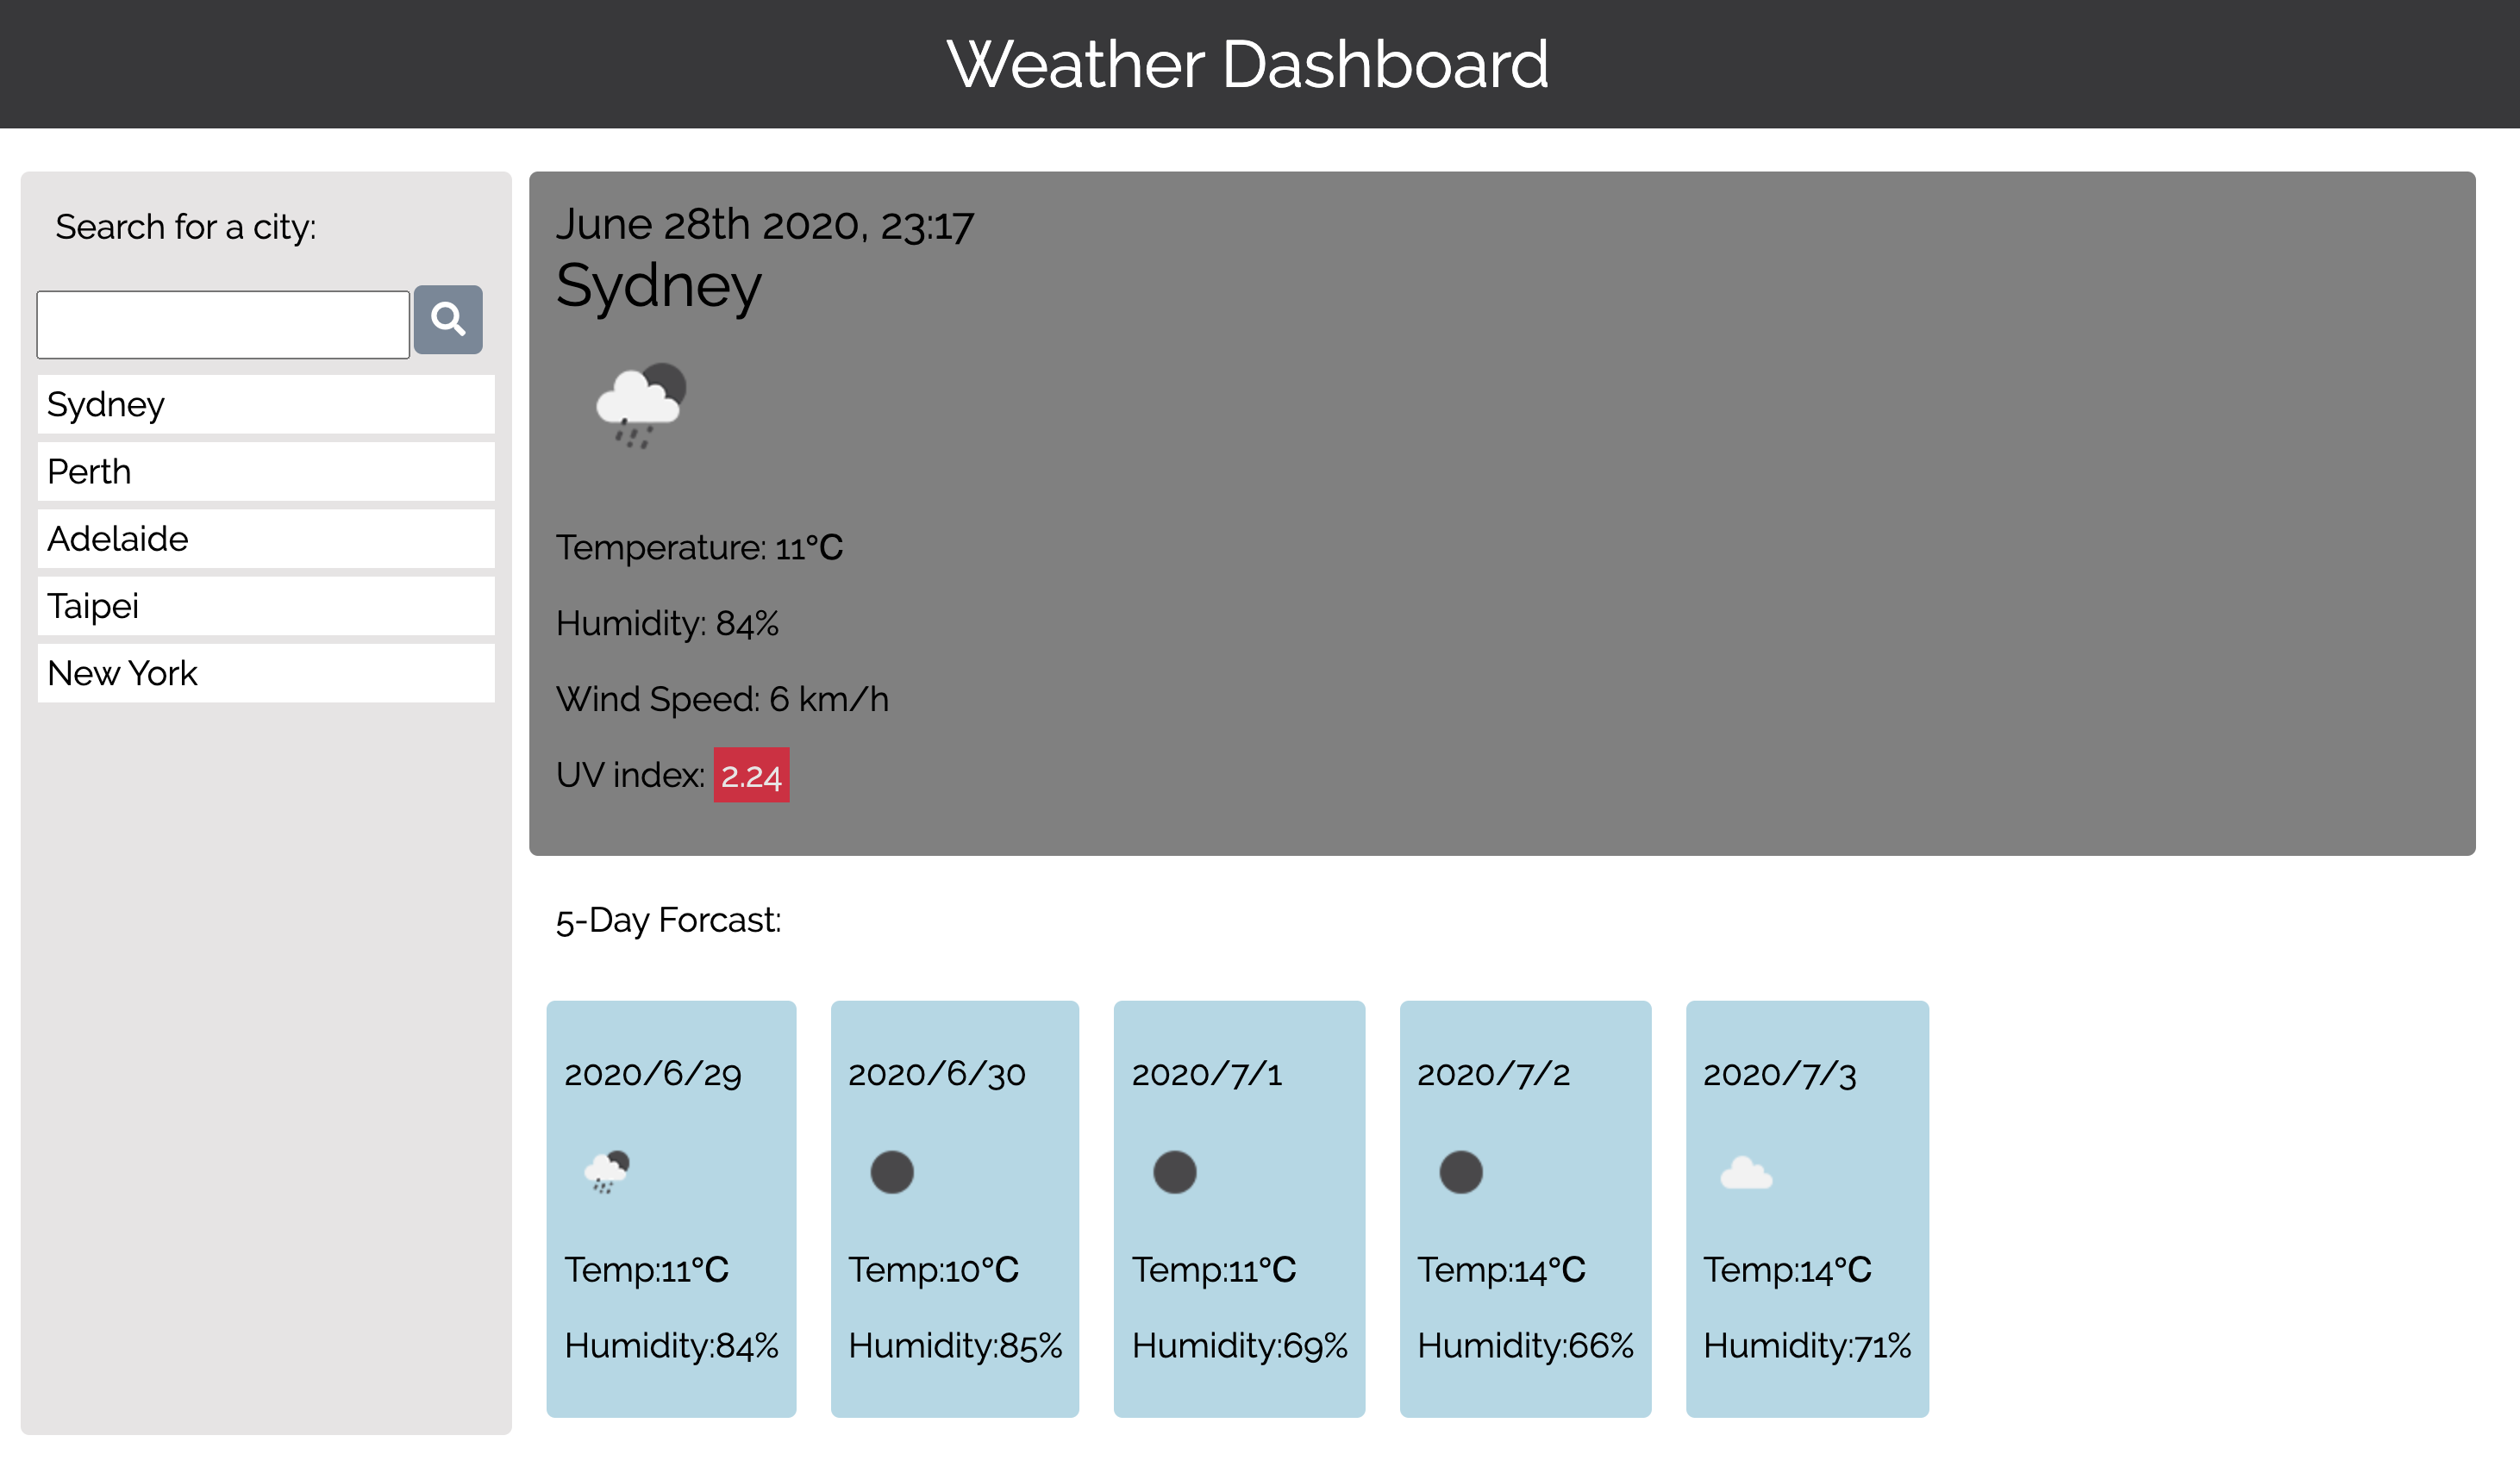 Weather Dashboard
Search for a city:
Sydney
Perth
Adelaide
Taipei
New York
June 28th 2020, 23:17
Sydney
Temperature: 11°C
Humidity: 84%
Wind Speed: 6 km/h
UV index: 2.24
5-Day Forcast:
2020/6/29
Temp:11°C
Humidity:84%
2020/6/30
Temp:10°C
Humidity:85%
2020/7/1
Temp:11°C
Humidity:69%
2020/7/2
Temp:14°C
Humidity:66%
2020/7/3
Temp:14°C
Humidity:71%